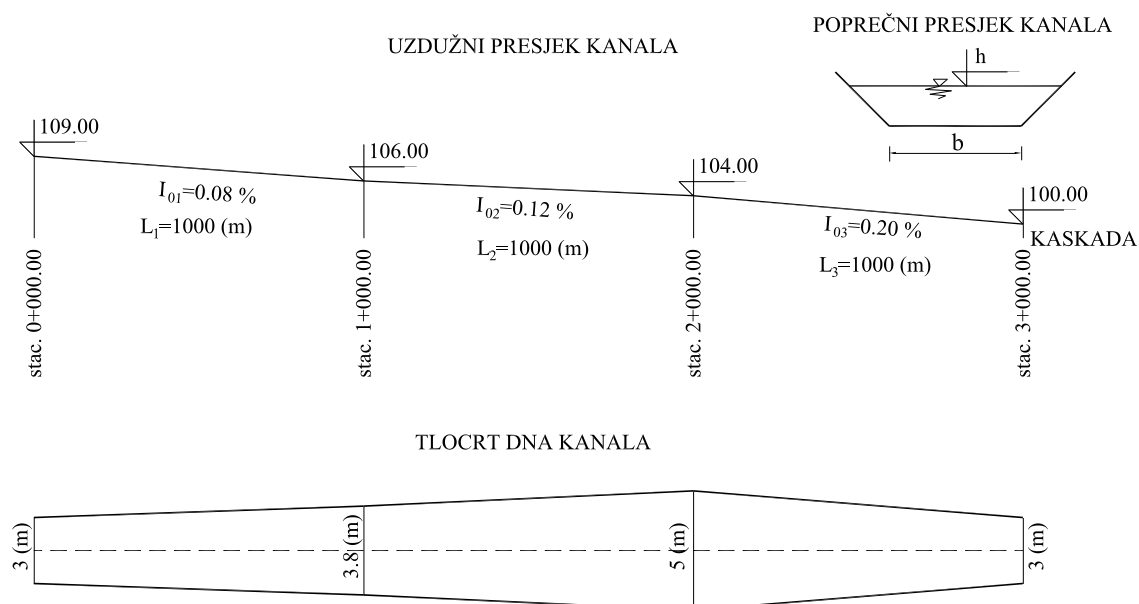 UZDUŽNI PRESJEK KANALA
POPREČNI PRESJEK KANALA
h
b
109.00
106.00
104.00
100.00
I₀₁=0.08 %
L₁=1000 (m)
I₀₂=0.12 %
L₂=1000 (m)
I₀₃=0.20 %
L₃=1000 (m)
KASKADA
stac. 0+000.00
stac. 1+000.00
stac. 2+000.00
stac. 3+000.00
TLOCRT DNA KANALA
3 (m)
3.8 (m)
5 (m)
3 (m)